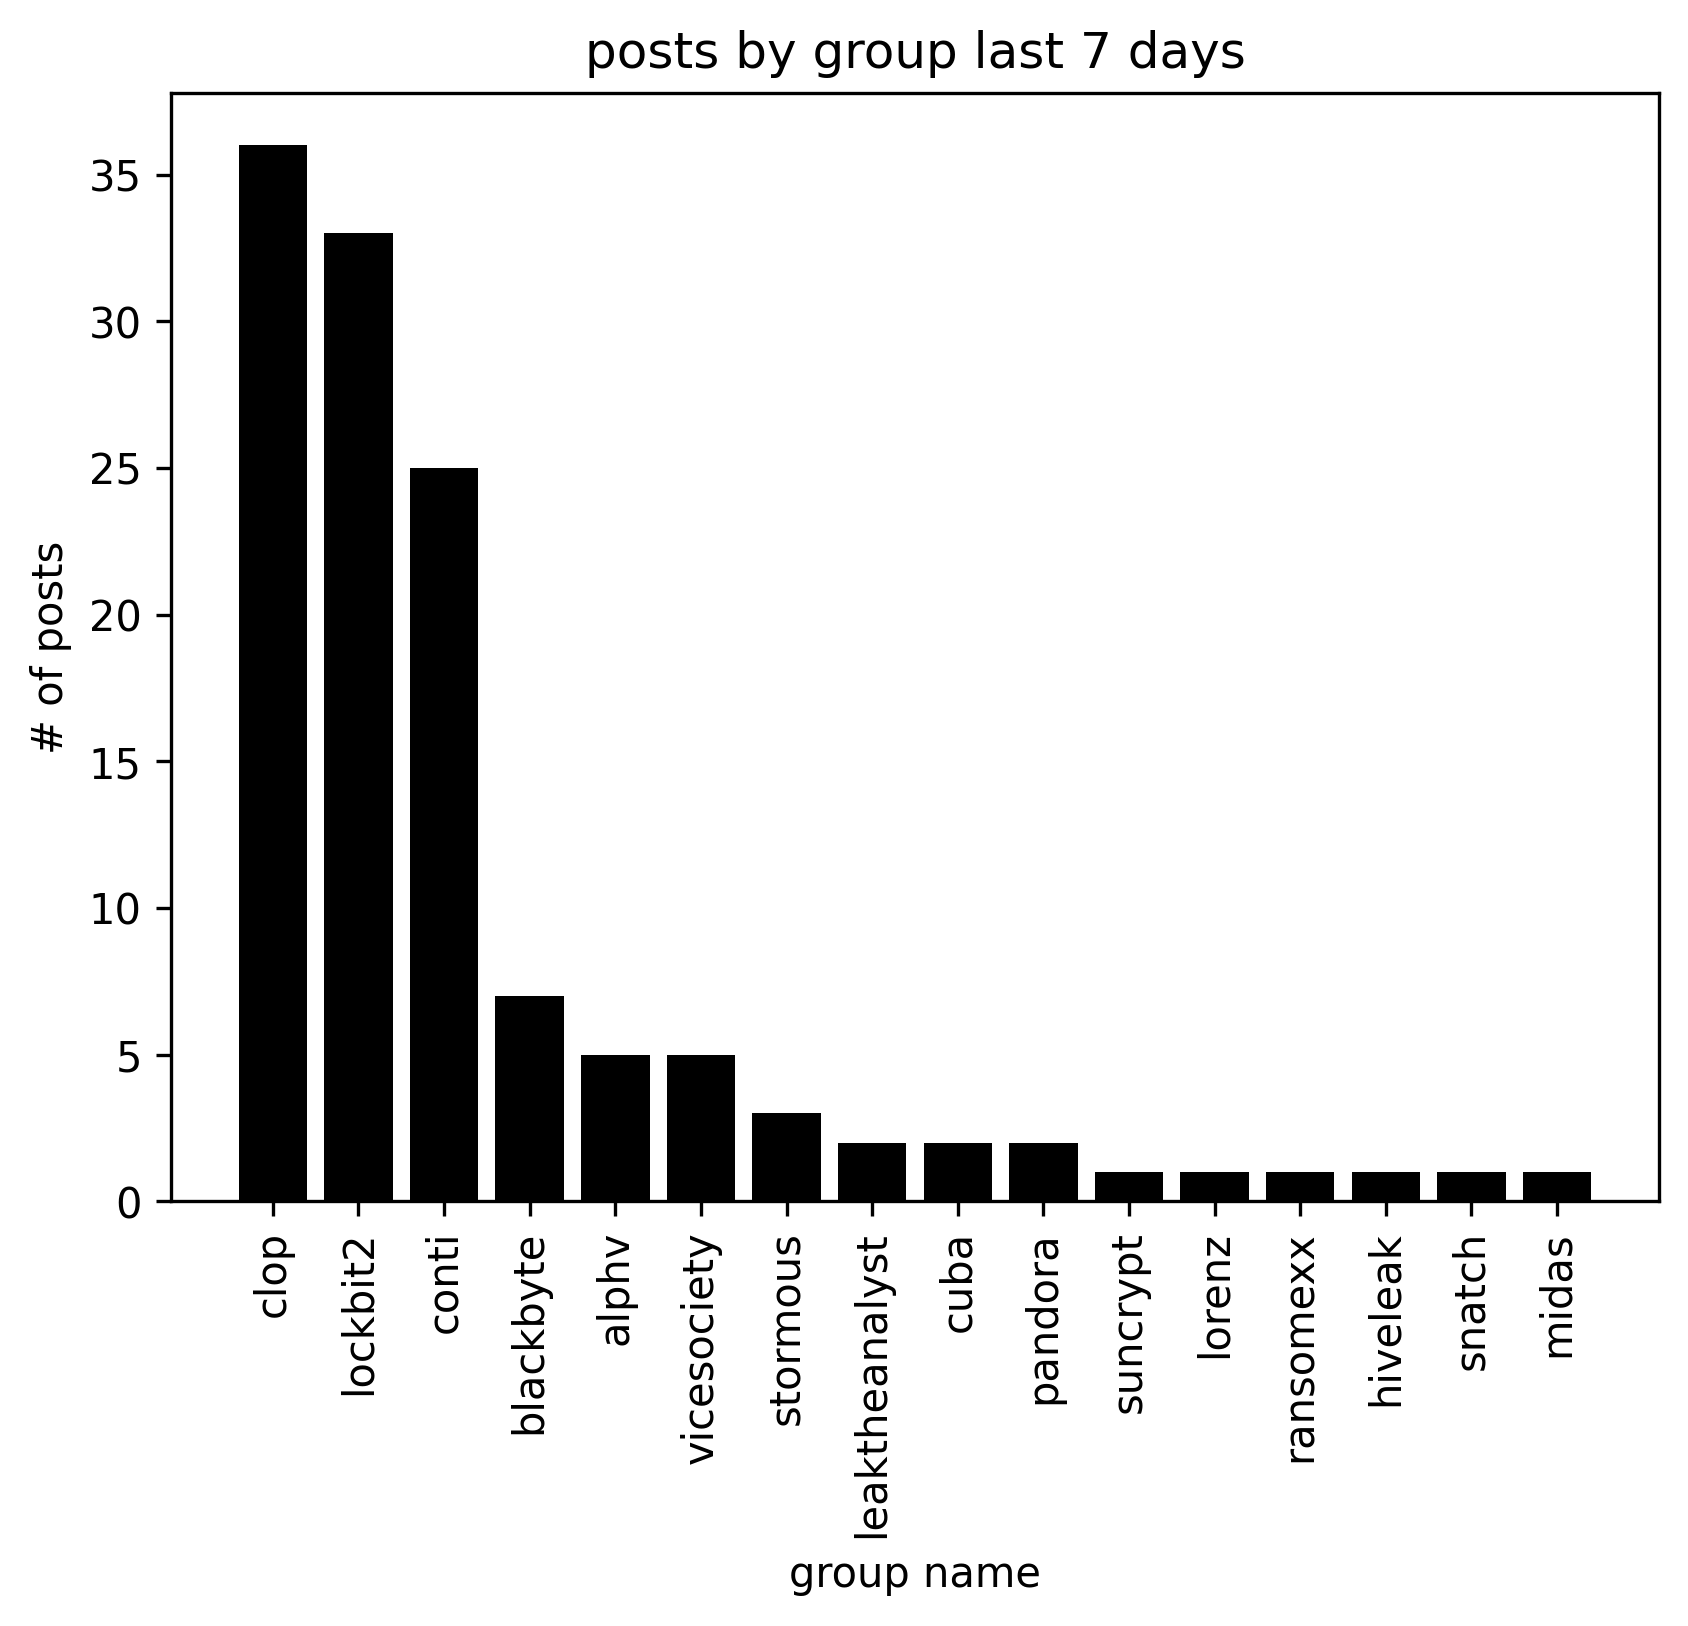 posts by group last 7 days
# of posts
35
30
25
20
15
10
5
0
clop
lockbit2
conti
blackbyte
alphv
vicesociety
stormous
leaktheanalyst
cuba
pandora
suncrypt
lorenz
ransomexx
hiveleak
snatch
midas
group name